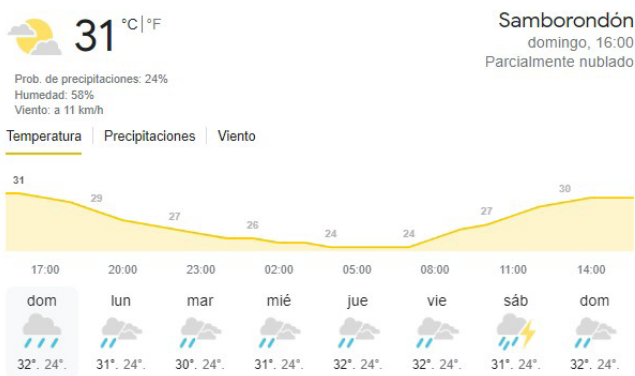 31 °C|°F
Samborondón
domingo, 16:00
Parcialmente nublado
Prob. de precipitaciones: 24%
Humedad: 58%
Viento: a 11 km/h
Temperatura | Precipitaciones | Viento
31 29 27 26 24 24 27 30
17:00 20:00 23:00 02:00 05:00 08:00 11:00 14:00
dom lun mar mié jue vie sáb dom
32°. 24°. 31°. 24°. 30°. 24°. 31°. 24°. 32°. 24°. 32°. 24°. 31°. 24°. 32°. 24°.